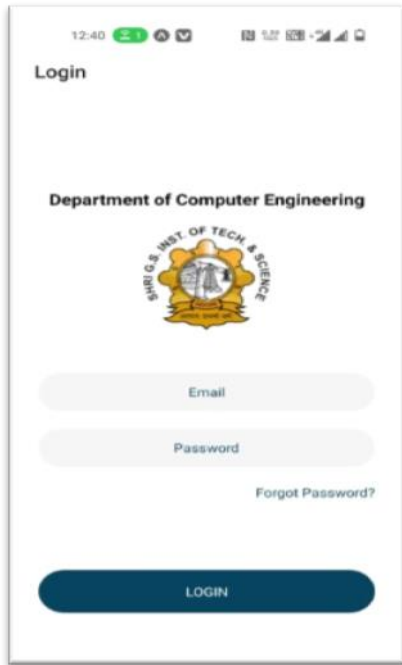 12:40
Login
Department of Computer Engineering
SHRI G.S. INST. OF TECH. & SCIENCE
Email
Password
Forgot Password?
LOGIN